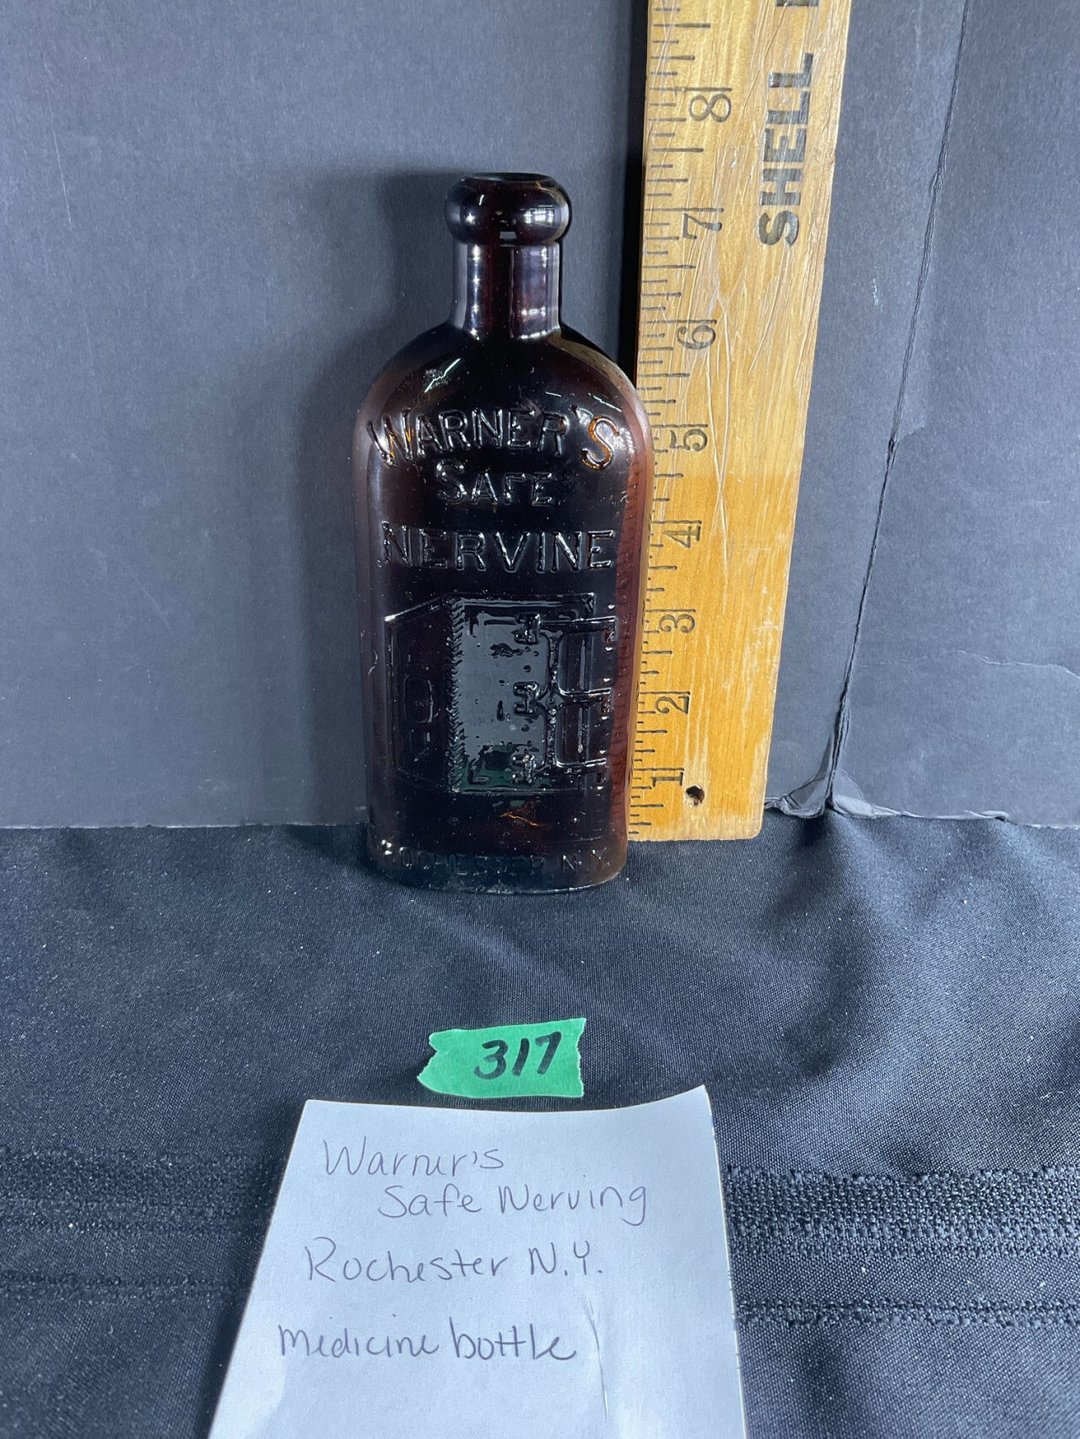 SHELL
8
7
6
5
4
3
2
1
WARNER'S
SAFE
NERVINE
ROCHESTER N.Y.
317
Warner's
Safe Nerving
Rochester N.Y.
medicine bottle